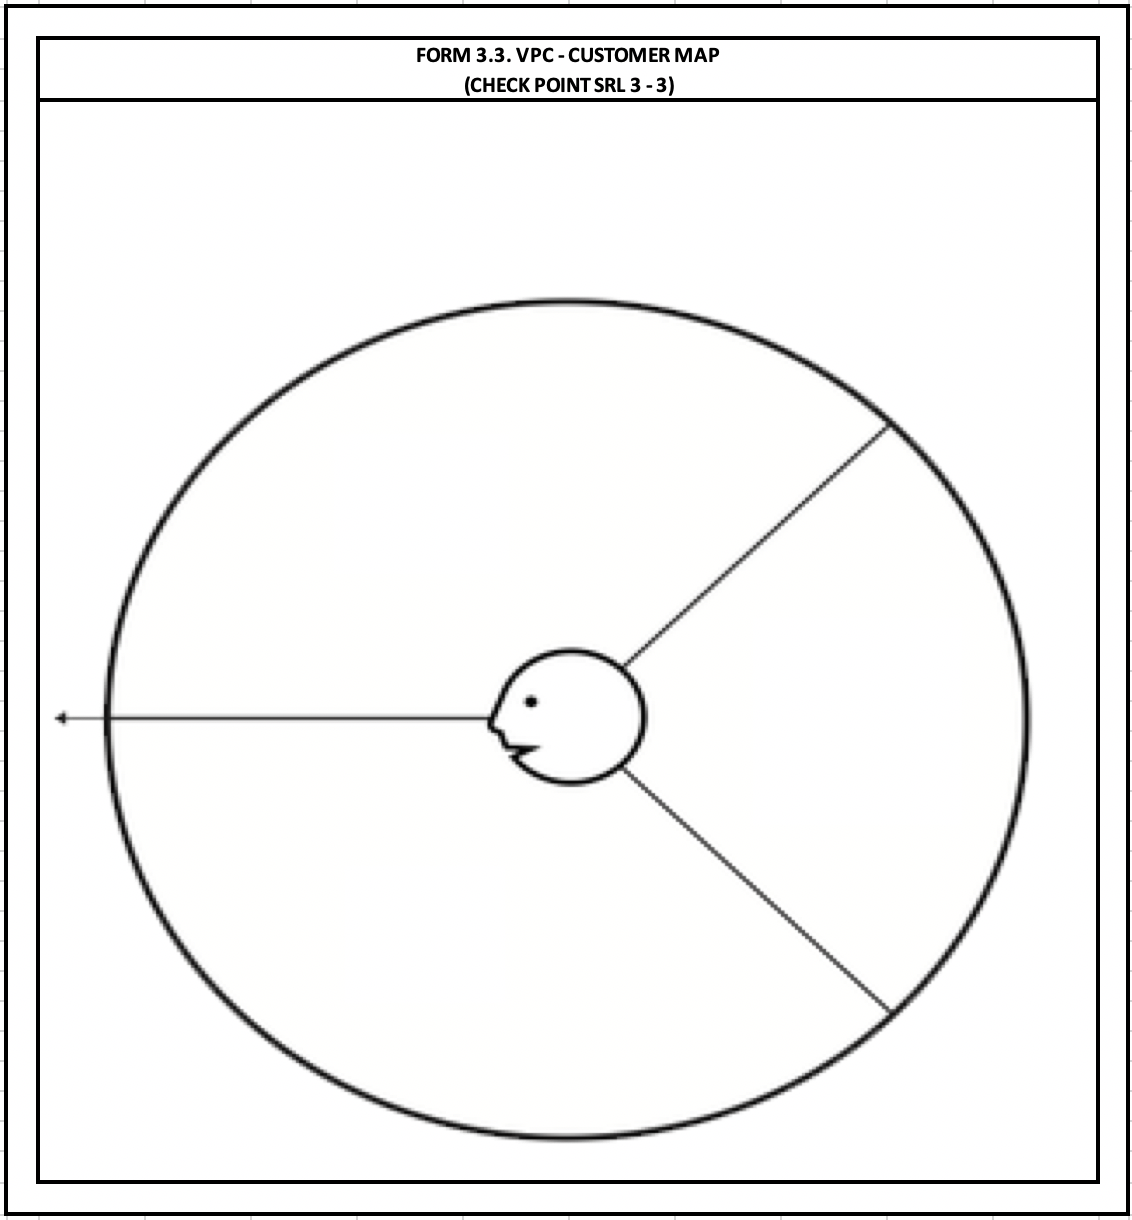 FORM 3.3. VPC - CUSTOMER MAP
(CHECK POINT SRL 3 - 3)